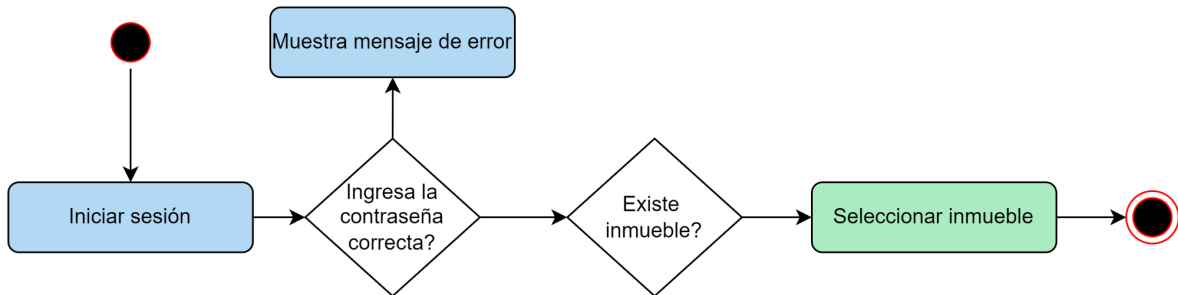 Muestra mensaje de error
Iniciar sesión
Ingresa la
contraseña
correcta?
Existe
inmueble?
Seleccionar inmueble